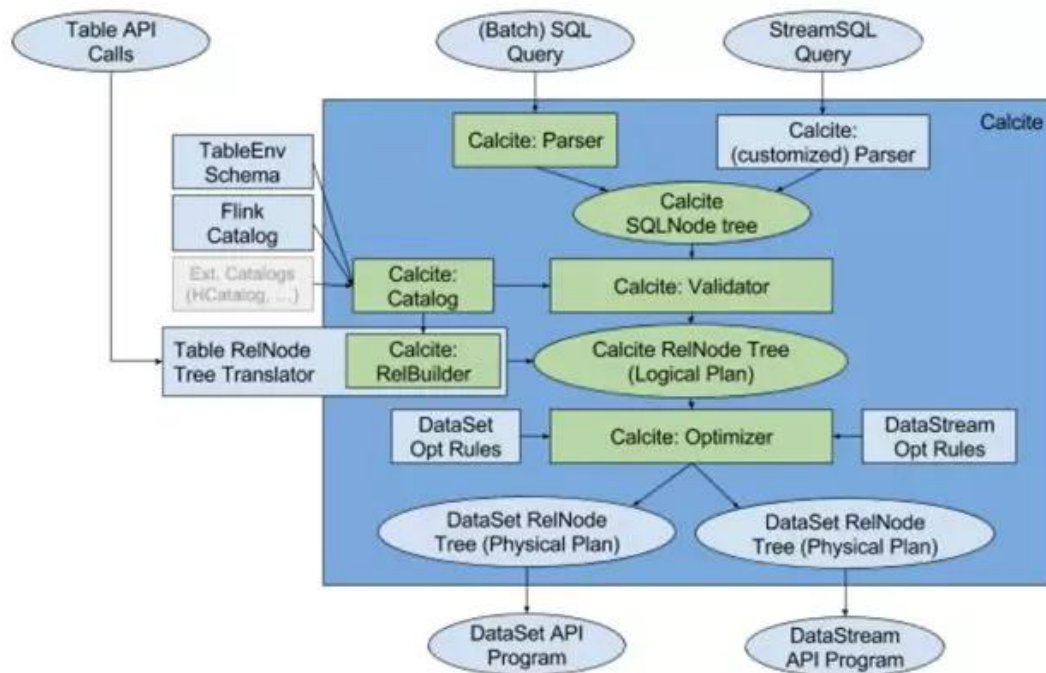 Table API
Calls
(Batch) SQL
Query
StreamSQL
Query
Calcite
Calcite: Parser
Calcite:
(customized) Parser
TableEnv
Schema
Calcite
SQLNode tree
Flink
Catalog
Ext. Catalogs
(HCatalog, ...)
Calcite:
Catalog
Calcite: Validator
Table RelNode
Tree Translator
Calcite:
RelBuilder
Calcite RelNode Tree
(Logical Plan)
DataSet
Opt Rules
Calcite: Optimizer
DataStream
Opt Rules
DataSet RelNode
Tree (Physical Plan)
DataSet RelNode
Tree (Physical Plan)
DataSet API
Program
DataStream
API Program